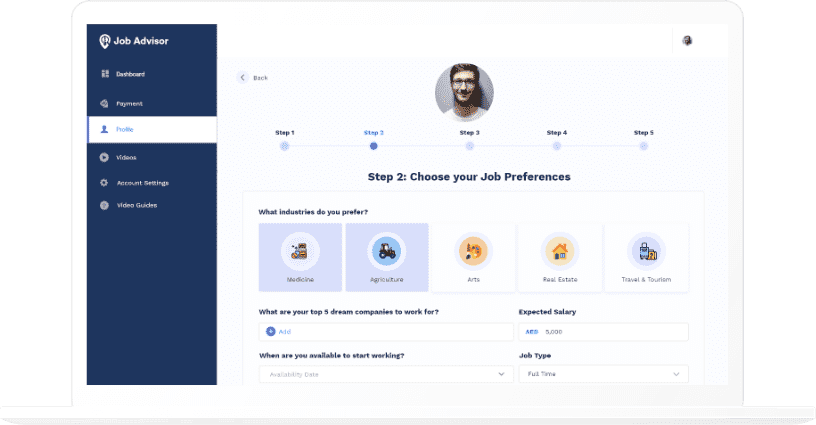 Job Advisor
Dashboard
Payment
Profile
Videos
Account Settings
Video Guides
Back
Step 1 Step 2 Step 3 Step 4 Step 5
Step 2: Choose your Job Preferences
What industries do you prefer?
Medicine Agriculture Arts Real Estate Travel & Tourism
What are your top 5 dream companies to work for? Expected Salary
Add AED 5,000
When are you available to start working? Job Type
Availability Date Full Time